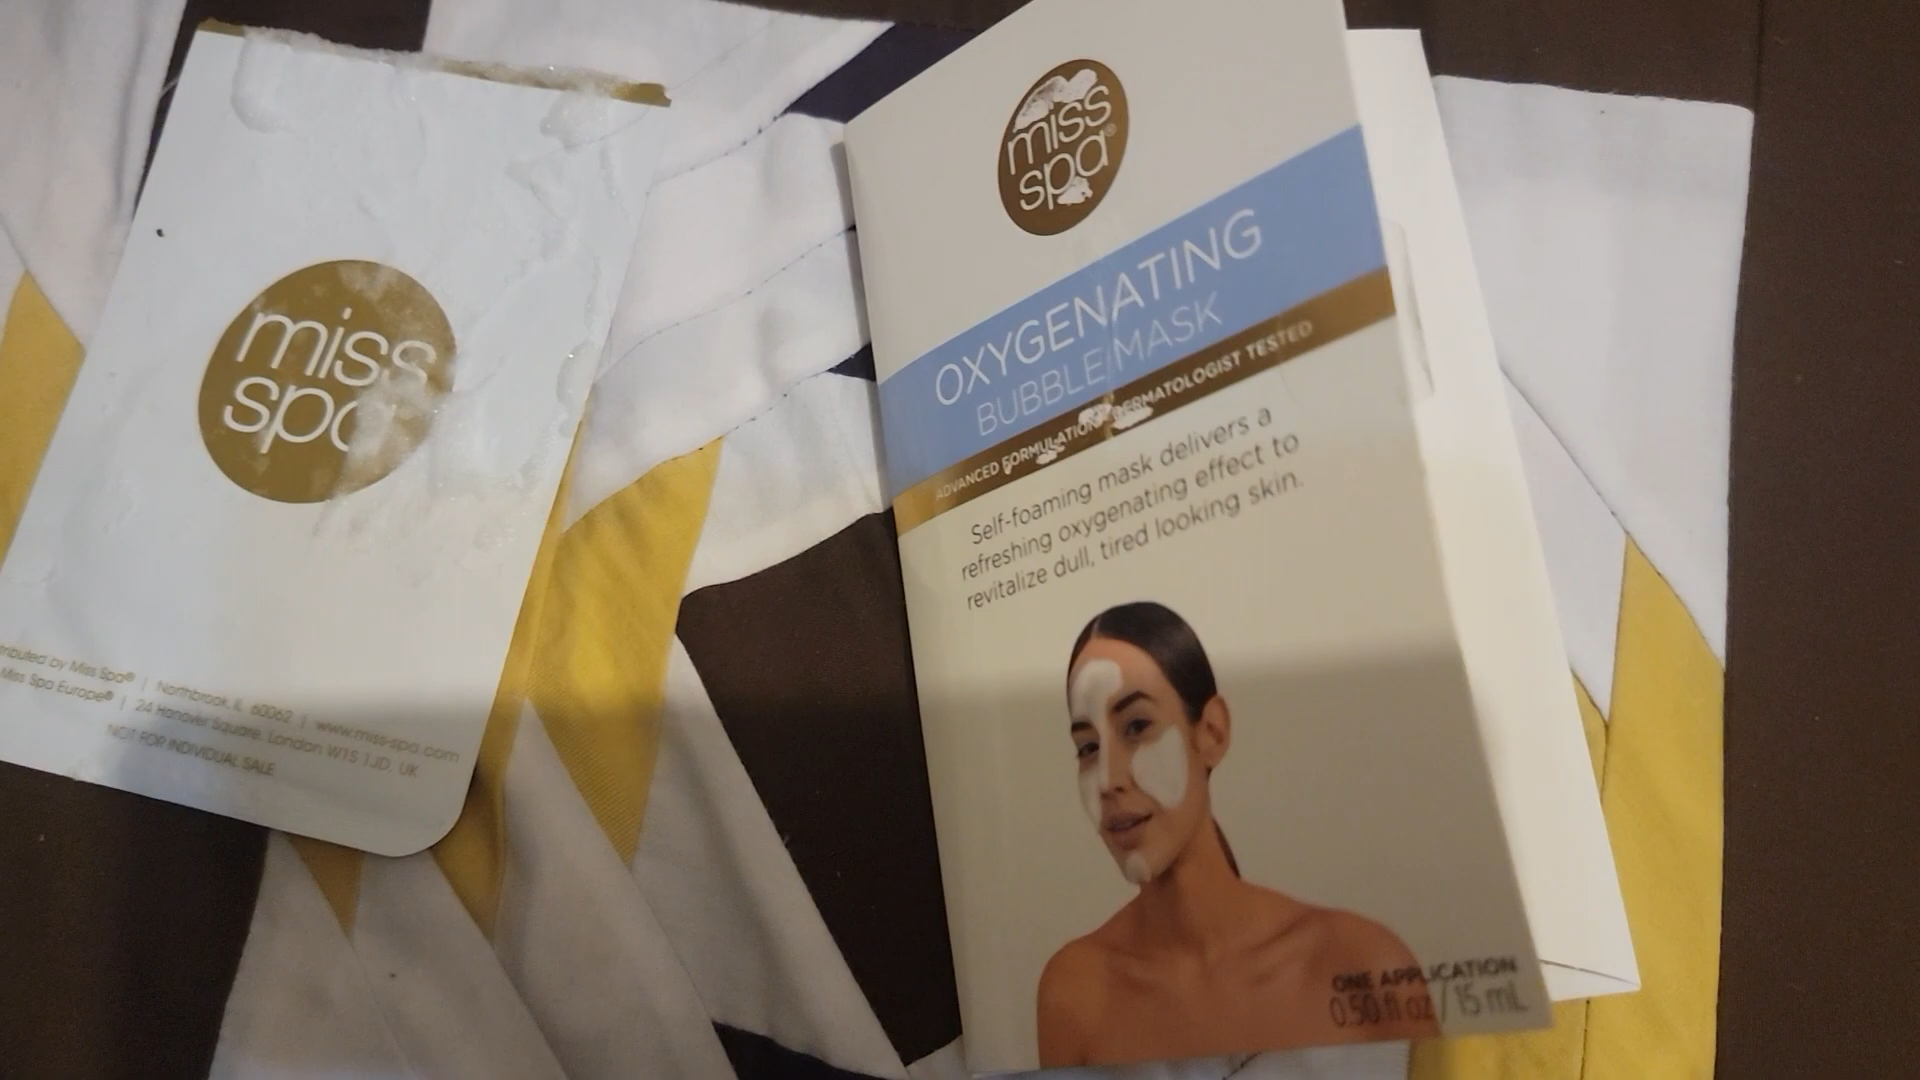 miss
spa
tributed by Miss Spa® | Northbrook, IL 60062 | www.miss-spa.com
Miss Spa Europe® | 24 Hanover Square, London W1S 1JD, UK
NOT FOR INDIVIDUAL SALE
miss
spa®
OXYGENATING
BUBBLE MASK
ADVANCED FORMULATION DERMATOLOGIST TESTED
Self-foaming mask delivers a
refreshing oxygenating effect to
revitalize dull, tired looking skin.
ONE APPLICATION
0.50 fl oz / 15 mL